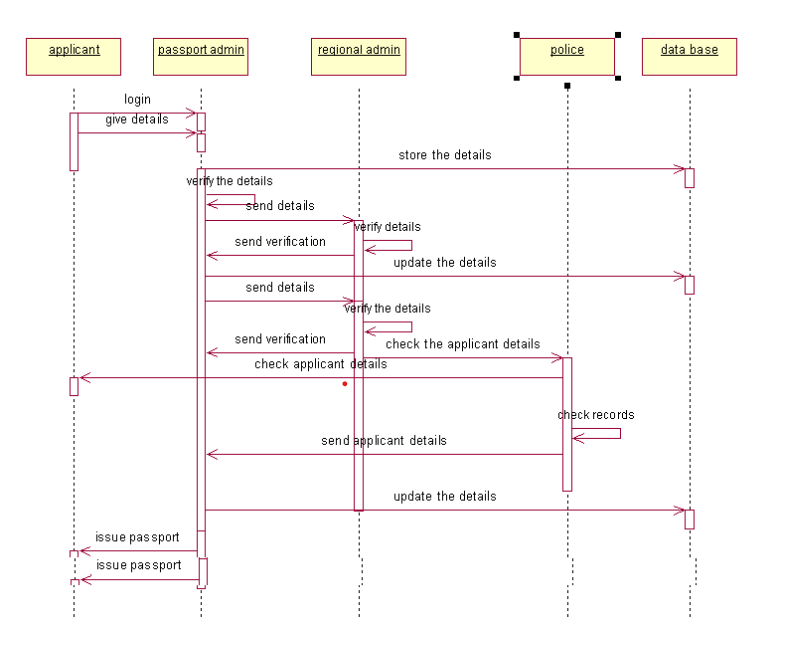 applicant
passport admin
regional admin
police
data base
login
give details
store the details
verify the details
send details
verify details
send verification
update the details
send details
verify the details
send verification
check the applicant details
check applicant details
check records
send applicant details
update the details
issue passport
issue passport